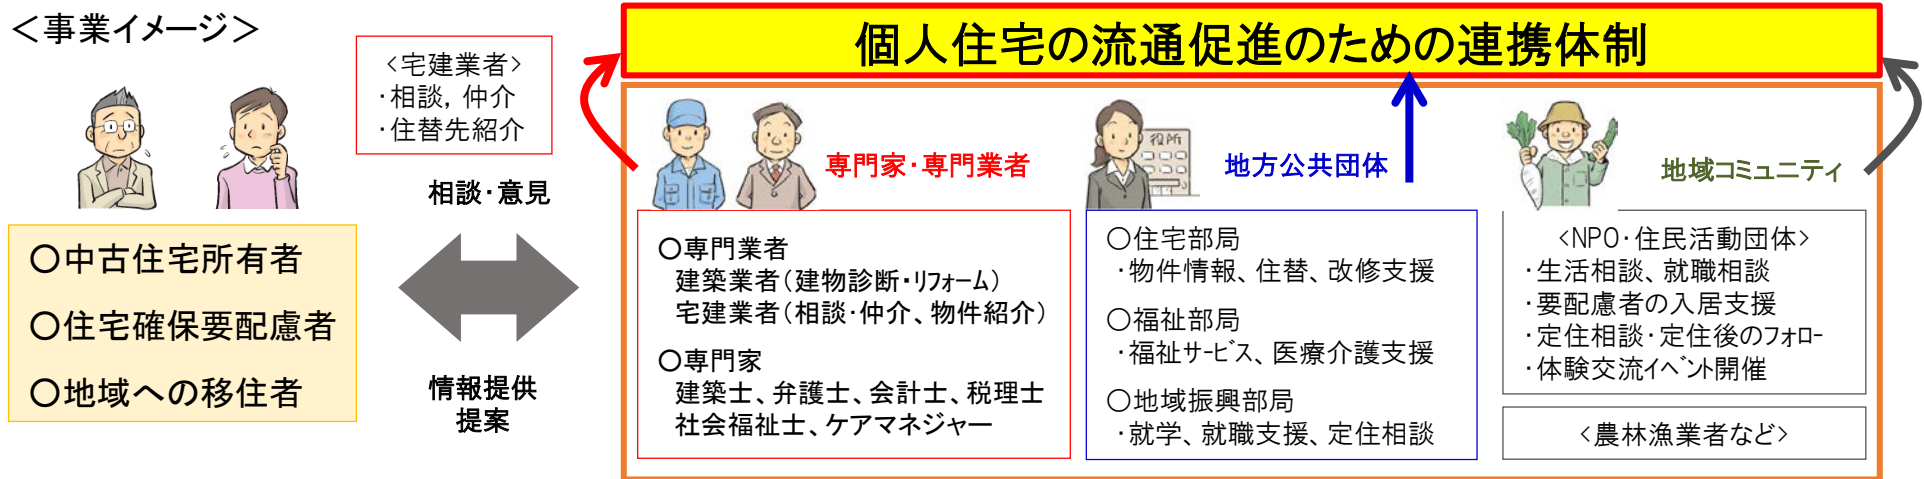 ＜事業イメージ＞
＜宅建業者＞
・相談，仲介
・住替先紹介
相談・意見
○中古住宅所有者
○住宅確保要配慮者
○地域への移住者
情報提供
提案
個人住宅の流通促進のための連携体制
専門家・専門業者
○専門業者
建築業者（建物診断・リフォーム）
宅建業者（相談・仲介、物件紹介）
○専門家
建築士、弁護士、会計士、税理士
社会福祉士、ケアマネジャー
役所
地方公共団体
○住宅部局
・物件情報、住替、改修支援
○福祉部局
・福祉サービス、医療介護支援
○地域振興部局
・就学、就職支援、定住相談
地域コミュニティ
＜NPO・住民活動団体＞
・生活相談、就職相談
・要配慮者の入居支援
・定住相談・定住後のフォロー
・体験交流イベント開催
＜農林漁業者など＞